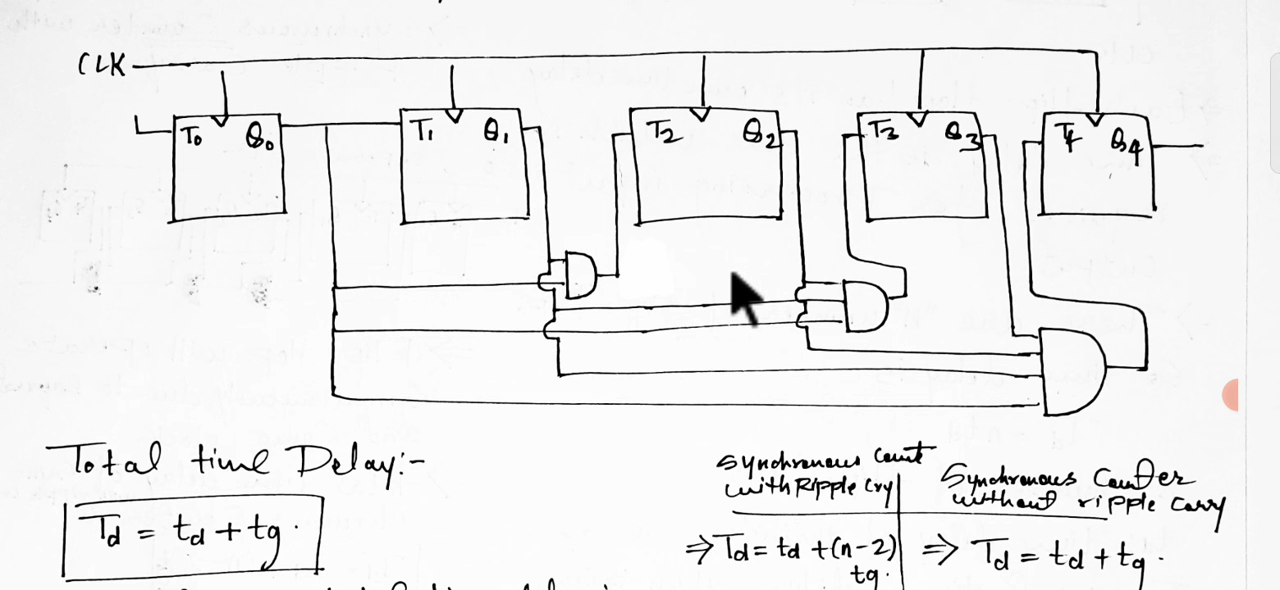 CLK
T₀ Q₀ T₁ Q₁ T₂ Q₂ T₃ Q₃ T₄ Q₄
Total time Delay:-
Td = td + tg.
Synchronous Count
with Ripple Cry
⇒ Td = td + (n-2)
tg.
Synchronous Counter
without ripple Carry
⇒ Td = td + tg.